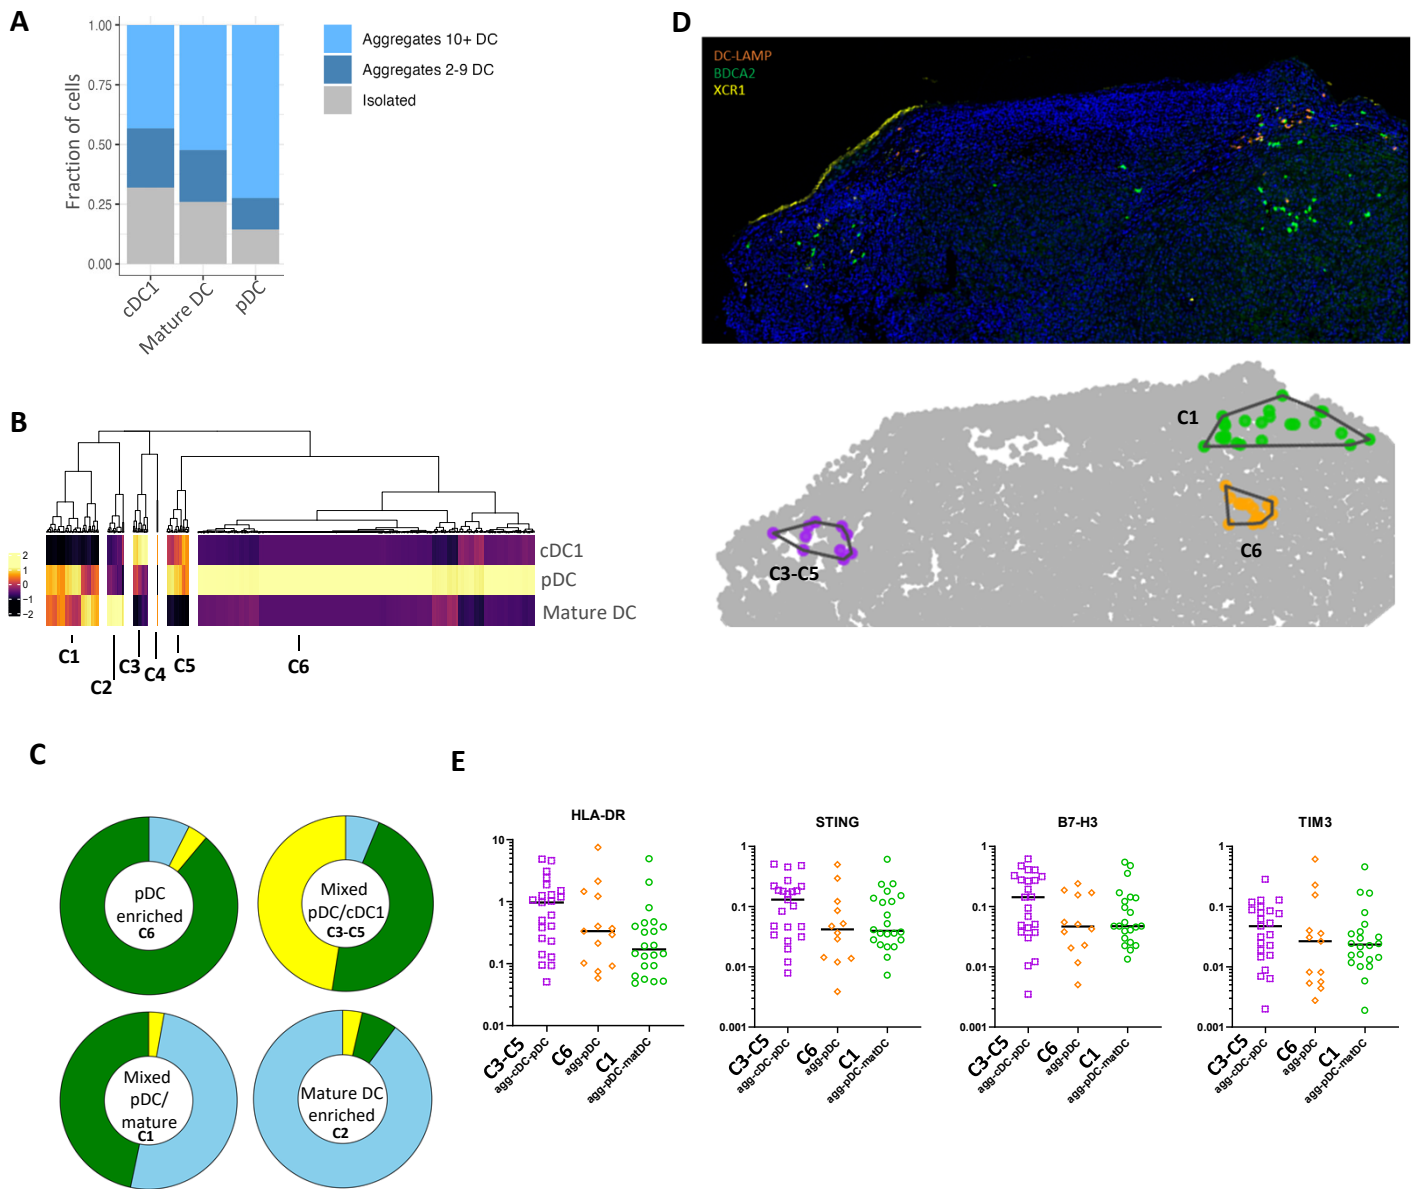 A
1.00
0.75
0.50
0.25
0.00
Fraction of cells
cDC1
Mature DC
pDC
Aggregates 10+ DC
Aggregates 2-9 DC
Isolated
B
2
1
0
−1
−2
cDC1
pDC
Mature DC
C1
C2
C3
C4
C5
C6
C
pDC
enriched
C6
Mixed
pDC/cDC1
C3-C5
Mixed
pDC/
mature
C1
Mature DC
enriched
C2
D
DC-LAMP
BDCA2
XCR1
C1
C6
C3-C5
E
HLA-DR
10
1
0.1
0.01
C3-C5
agg-cDC-pDC
C6
agg-pDC
C1
agg-pDC-matDC
STING
1
0.1
0.01
0.001
C3-C5
agg-cDC-pDC
C6
agg-pDC
C1
agg-pDC-matDC
B7-H3
1
0.1
0.01
0.001
C3-C5
agg-cDC-pDC
C6
agg-pDC
C1
agg-pDC-matDC
TIM3
1
0.1
0.01
0.001
C3-C5
agg-cDC-pDC
C6
agg-pDC
C1
agg-pDC-matDC